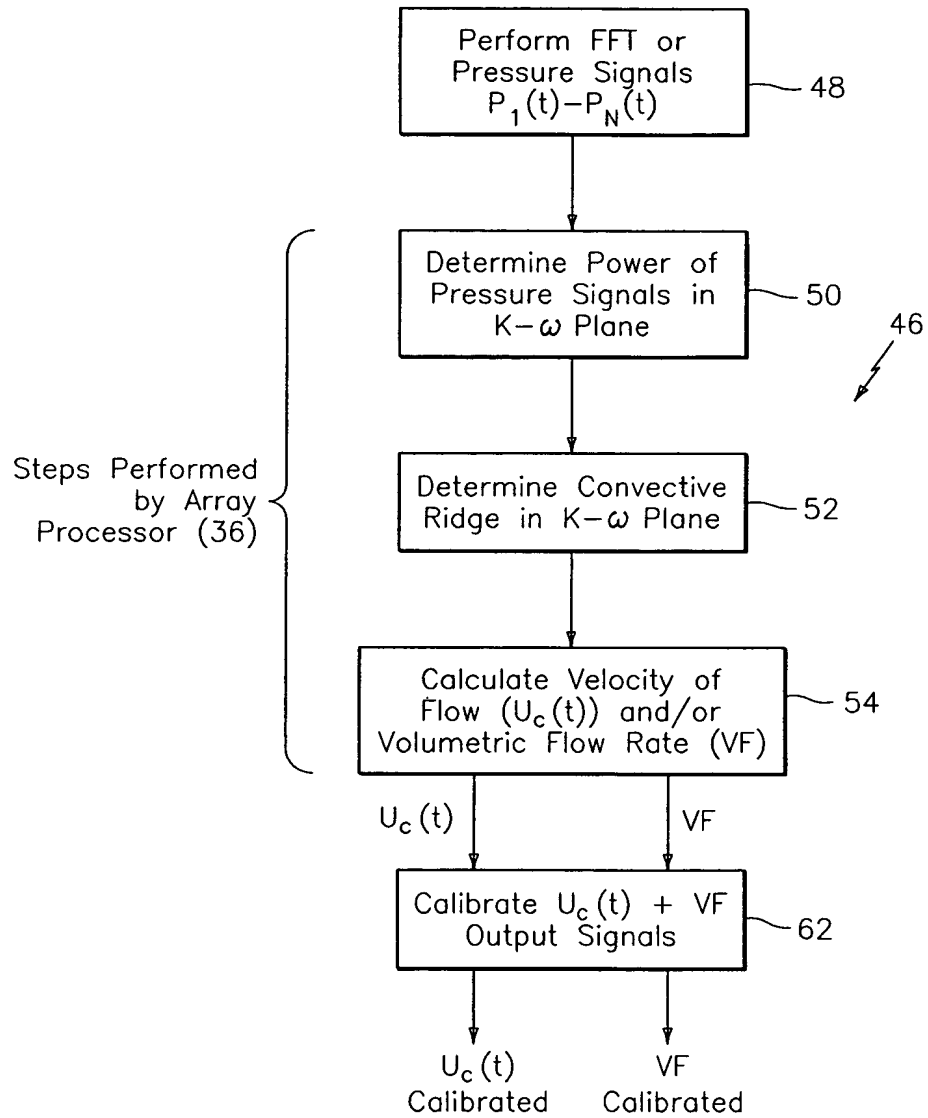 Perform FFT or
Pressure Signals
P1(t)-PN(t)
48
Determine Power of
Pressure Signals in
K-ω Plane
50
46
Steps Performed
by Array
Processor (36)
Determine Convective
Ridge in K-ω Plane
52
Calculate Velocity of
Flow (Uc(t)) and/or
Volumetric Flow Rate (VF)
54
Uc(t)
VF
Calibrate Uc(t) + VF
Output Signals
62
Uc(t)
Calibrated
VF
Calibrated